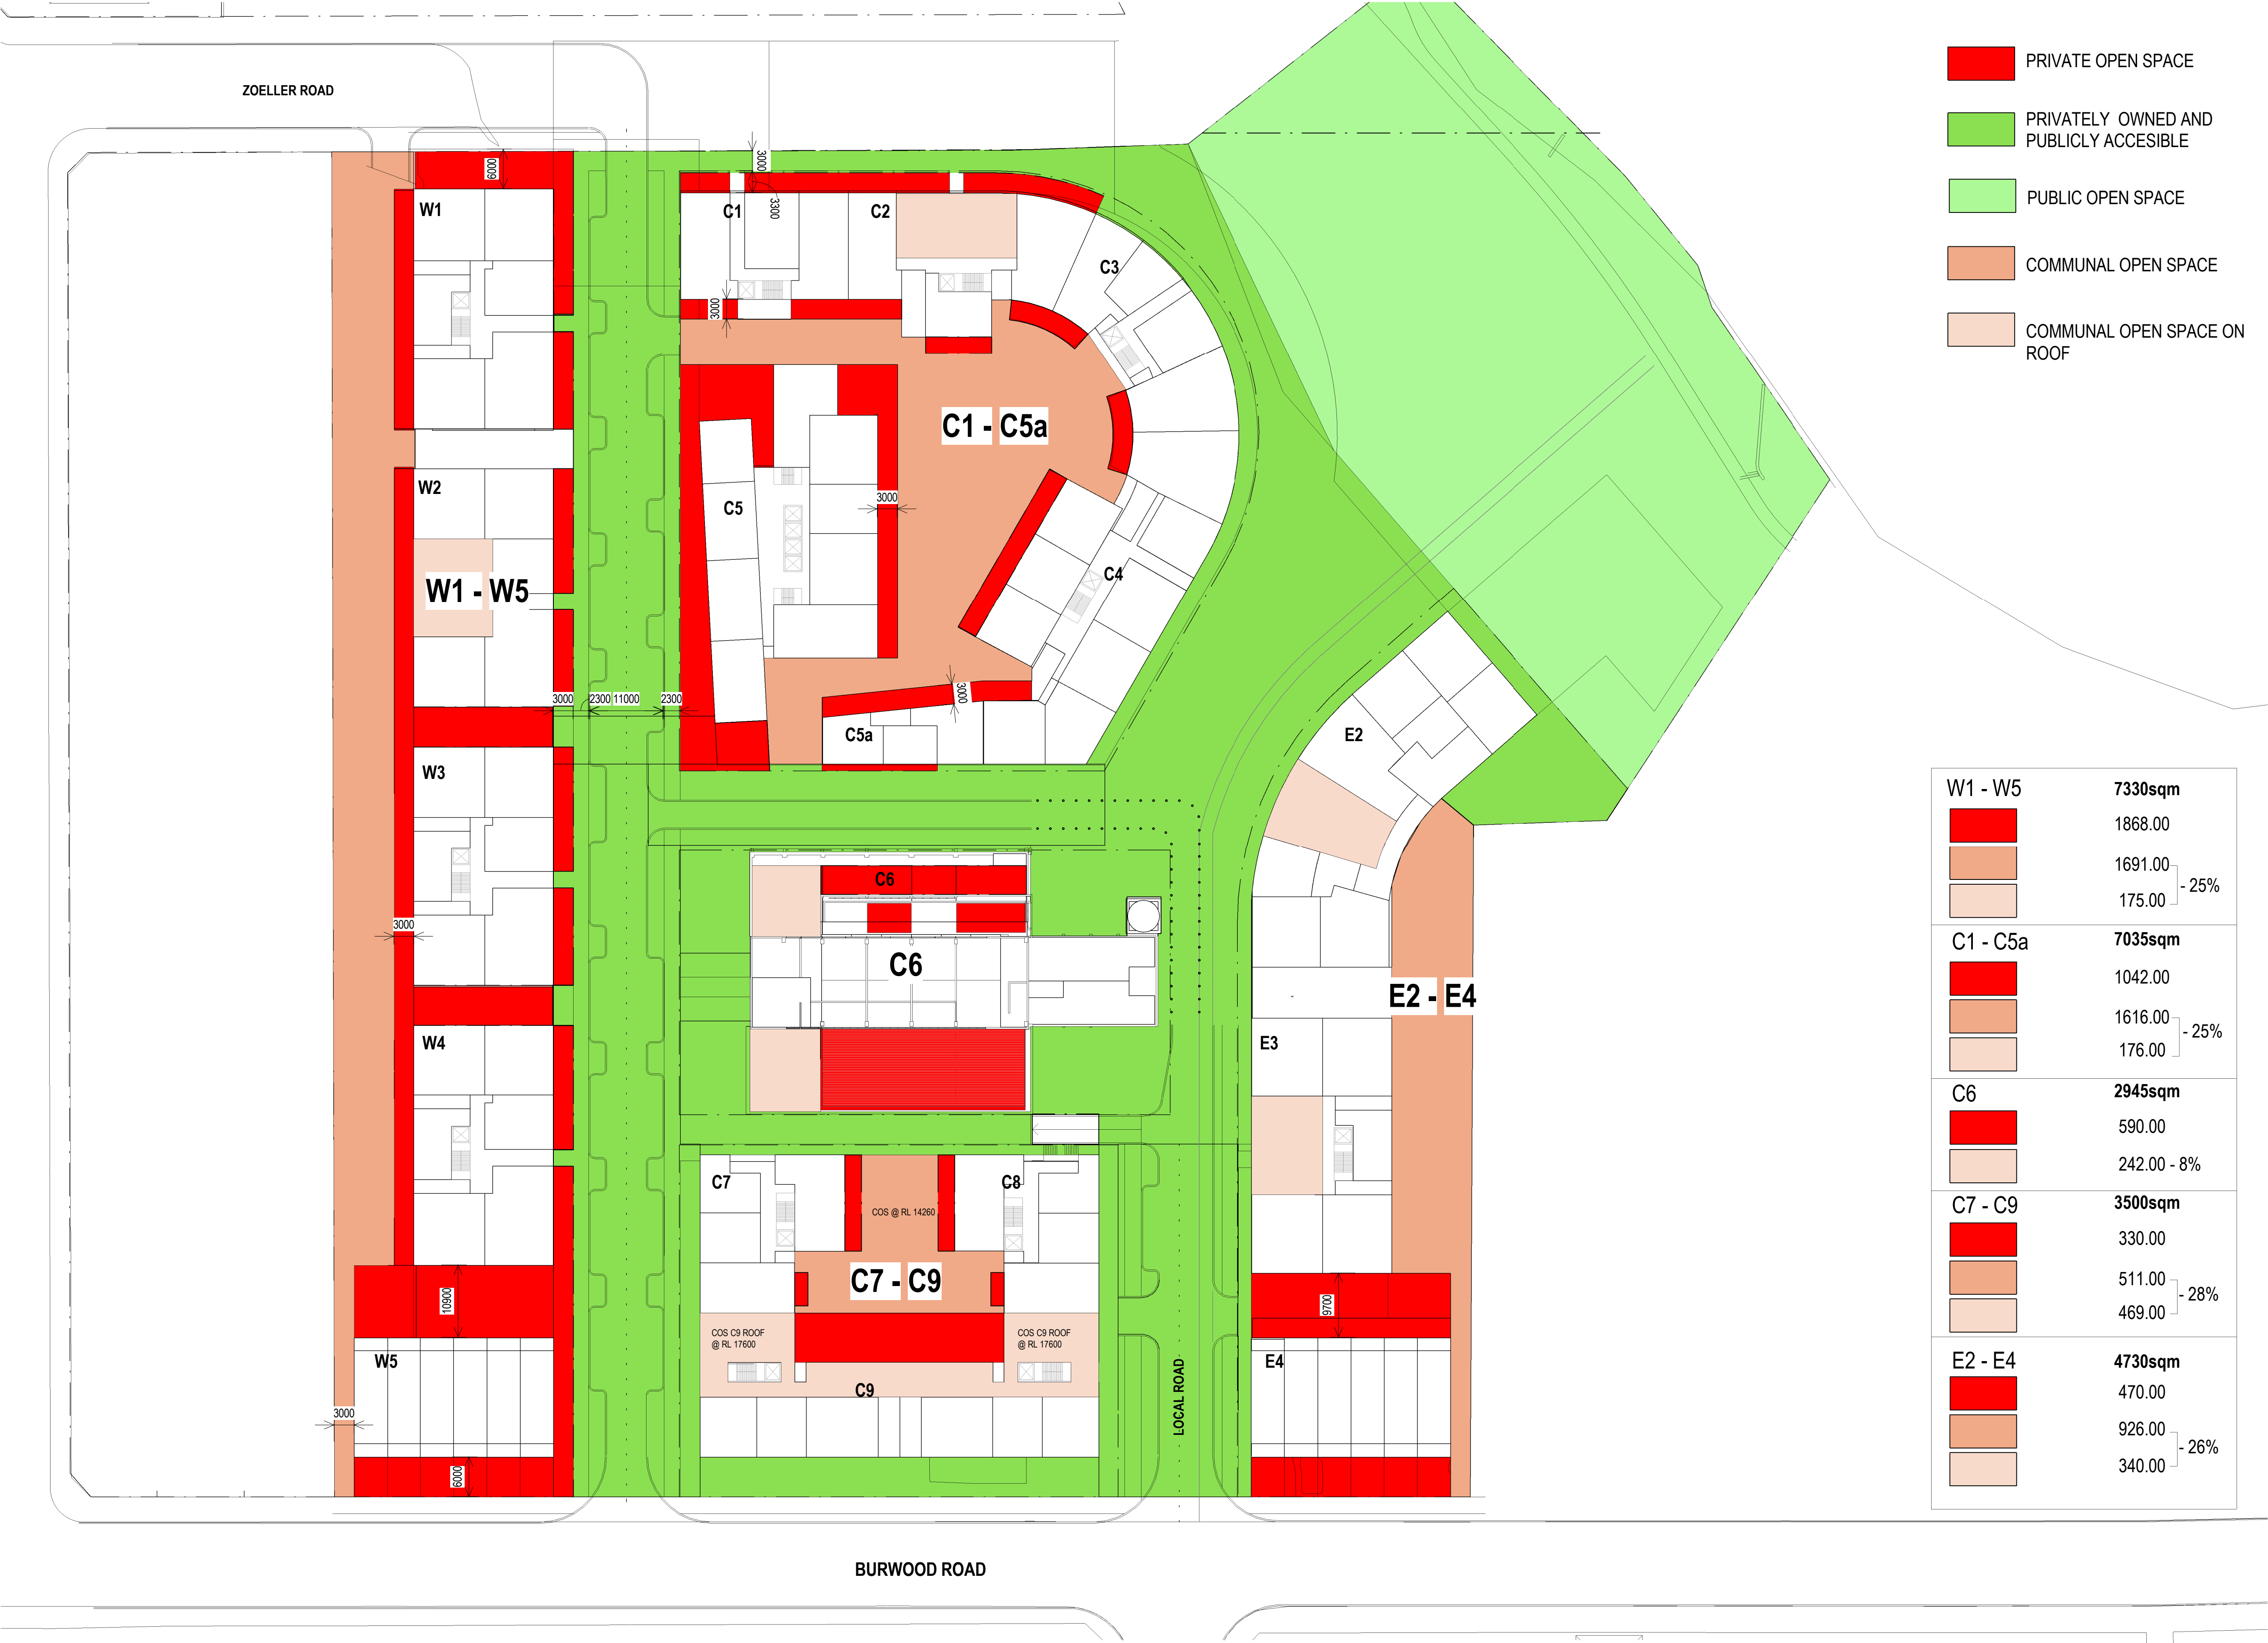 ZOELLER ROAD
PRIVATE OPEN SPACE
PRIVATELY OWNED AND
PUBLICLY ACCESIBLE
PUBLIC OPEN SPACE
COMMUNAL OPEN SPACE
COMMUNAL OPEN SPACE ON
ROOF
6000
3000
3300
W1
C1
C2
C3
3000
C1 - C5a
W2
C5
3000
C4
W1 - W5
3000
2300
11000
2300
3000
C5a
E2
W3
C6
3000
C6
E2 - E4
W4
E3
C7
C8
COS @ RL 14260
C7 - C9
10900
9700
COS C9 ROOF
@ RL 17600
COS C9 ROOF
@ RL 17600
W5
C9
E4
LOCAL ROAD
3000
6000
BURWOOD ROAD
W1 - W5 7330sqm
1868.00
1691.00
- 25%
175.00
C1 - C5a 7035sqm
1042.00
1616.00
- 25%
176.00
C6 2945sqm
590.00
242.00 - 8%
C7 - C9 3500sqm
330.00
511.00
- 28%
469.00
E2 - E4 4730sqm
470.00
926.00
- 26%
340.00